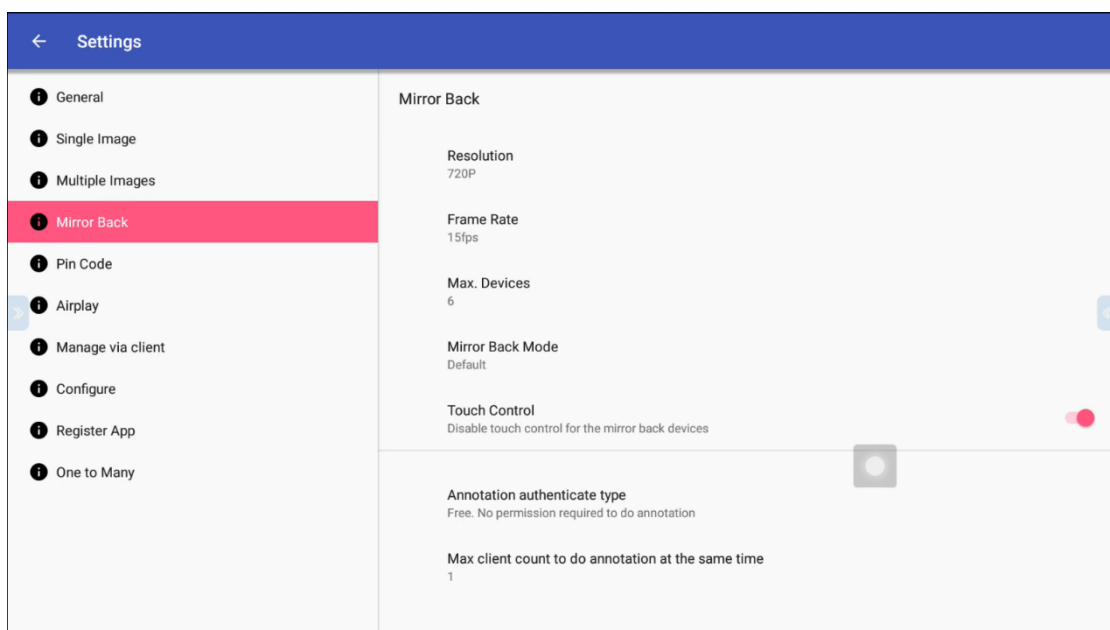 Settings
General
Single Image
Multiple Images
Mirror Back
Pin Code
Airplay
Manage via client
Configure
Register App
One to Many
Mirror Back
Resolution
720P
Frame Rate
15fps
Max. Devices
6
Mirror Back Mode
Default
Touch Control
Disable touch control for the mirror back devices
Annotation authenticate type
Free. No permission required to do annotation
Max client count to do annotation at the same time
1